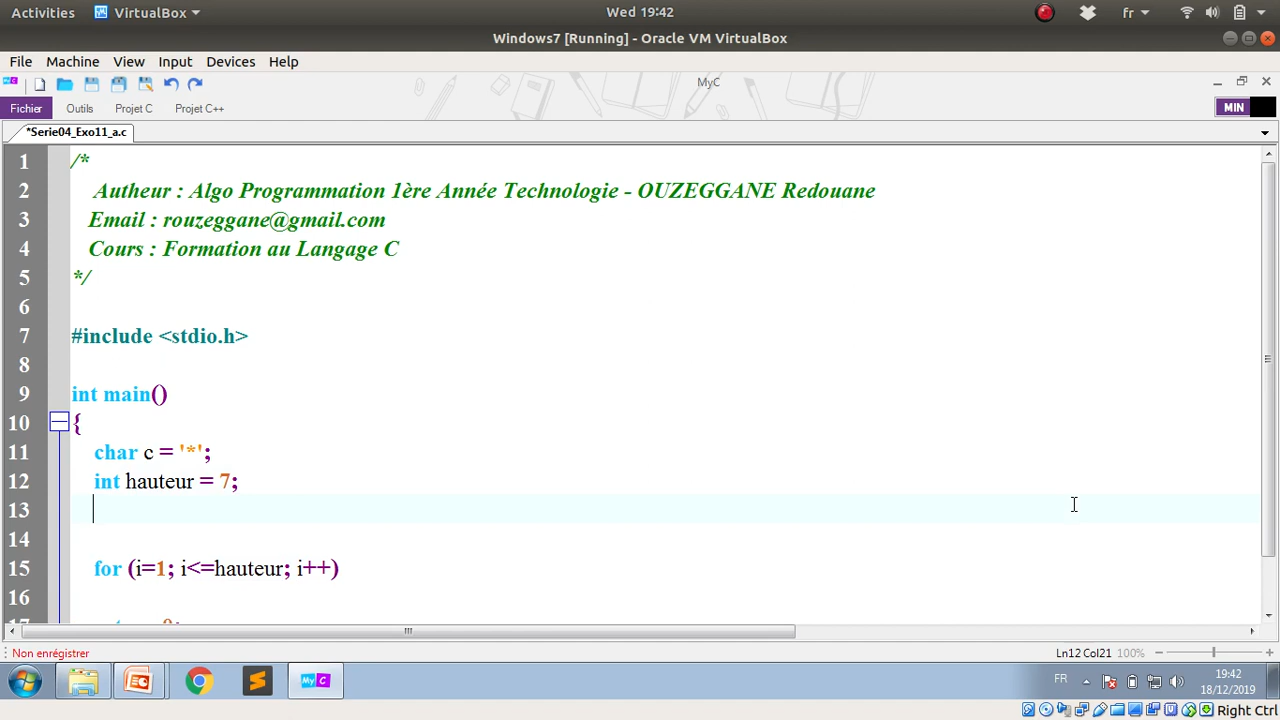 Activities VirtualBox Wed 19:42 fr
Windows7 [Running] - Oracle VM VirtualBox
File Machine View Input Devices Help
MyC
Fichier Outils Projet C Projet C++ MIN
*Serie04_Exo11_a.c
1 /*
2 Autheur : Algo Programmation 1ère Année Technologie - OUZEGGANE Redouane
3 Email : rouzeggane@gmail.com
4 Cours : Formation au Langage C
5 */
6
7 #include <stdio.h>
8
9 int main()
10 {
11 char c = '*';
12 int hauteur = 7;
13
14
15 for (i=1; i<=hauteur; i++)
16
Non enrégistrer Ln12 Col21 100%
MyC FR 19:42
18/12/2019
Right Ctrl